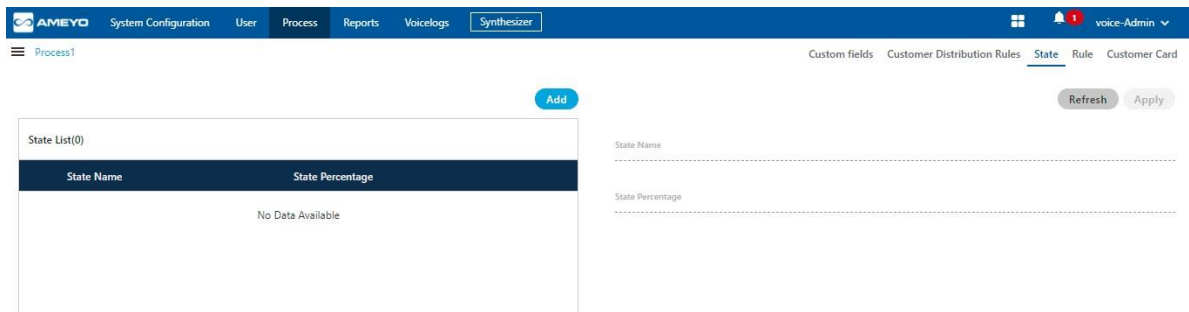 AMEYO System Configuration User Process Reports Voicelogs Synthesizer 1 voice-Admin
Process1 Custom fields Customer Distribution Rules State Rule Customer Card
Add Refresh Apply
State List(0)
State Name
State Name State Percentage
State Percentage
No Data Available